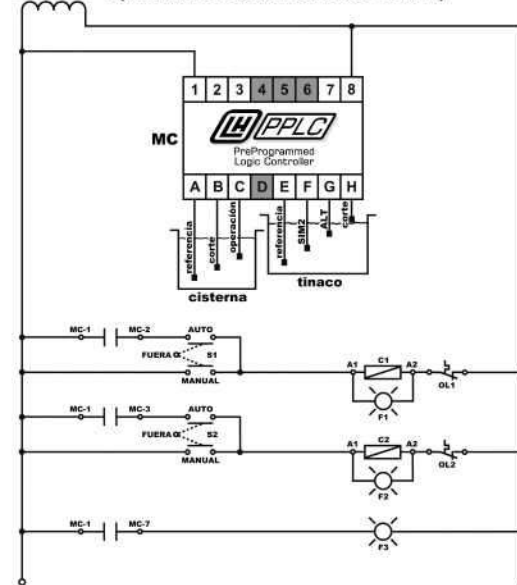 1 2 3 4 5 6 7 8
MC
LH PPLC
PreProgrammed
Logic Controller
A B C D E F G H
referencia
corte
operación
referencia
SIM2
ALT
corte
cisterna
tinaco
MC-1 MC-2 AUTO
FUERA S1
MANUAL
A1 C1 A2
OL1
F1
MC-1 MC-3 AUTO
FUERA S2
MANUAL
A1 C2 A2
OL2
F2
MC-1 MC-7
F3